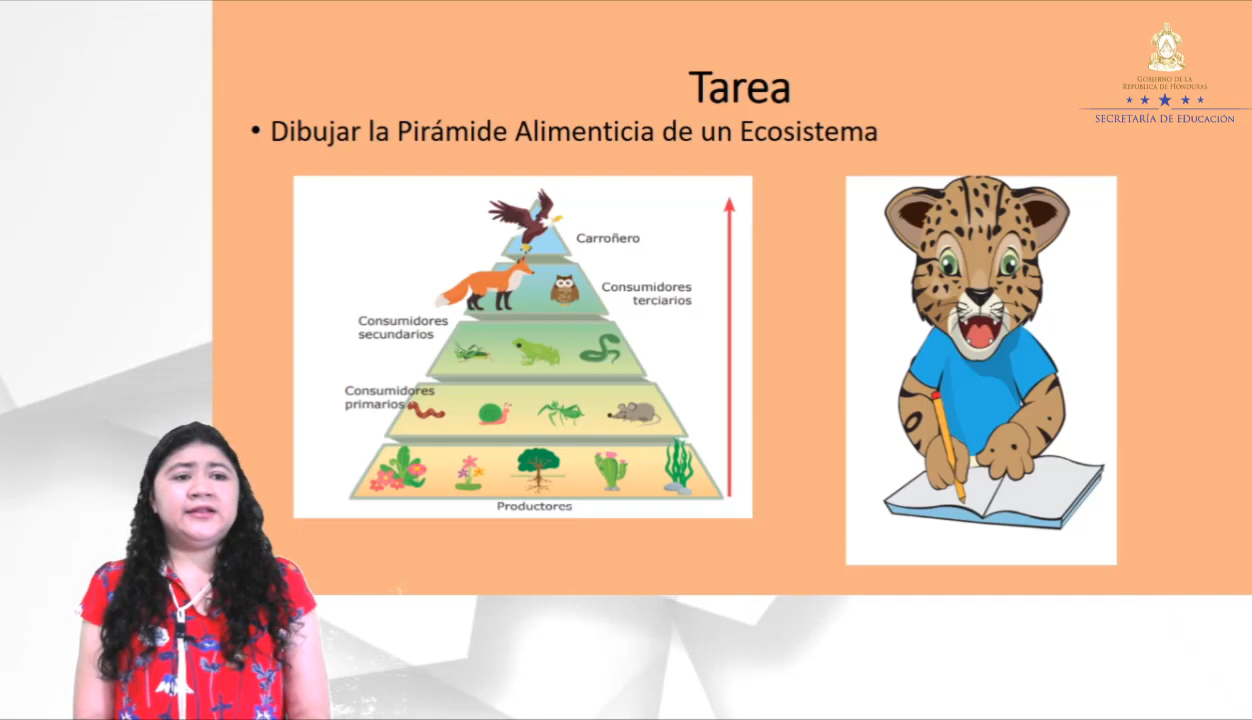 Tarea
• Dibujar la Pirámide Alimenticia de un Ecosistema
GOBIERNO DE LA
REPÚBLICA DE HONDURAS
SECRETARÍA DE EDUCACIÓN
Carroñero
Consumidores
terciarios
Consumidores
secundarios
Consumidores
primarios
Productores